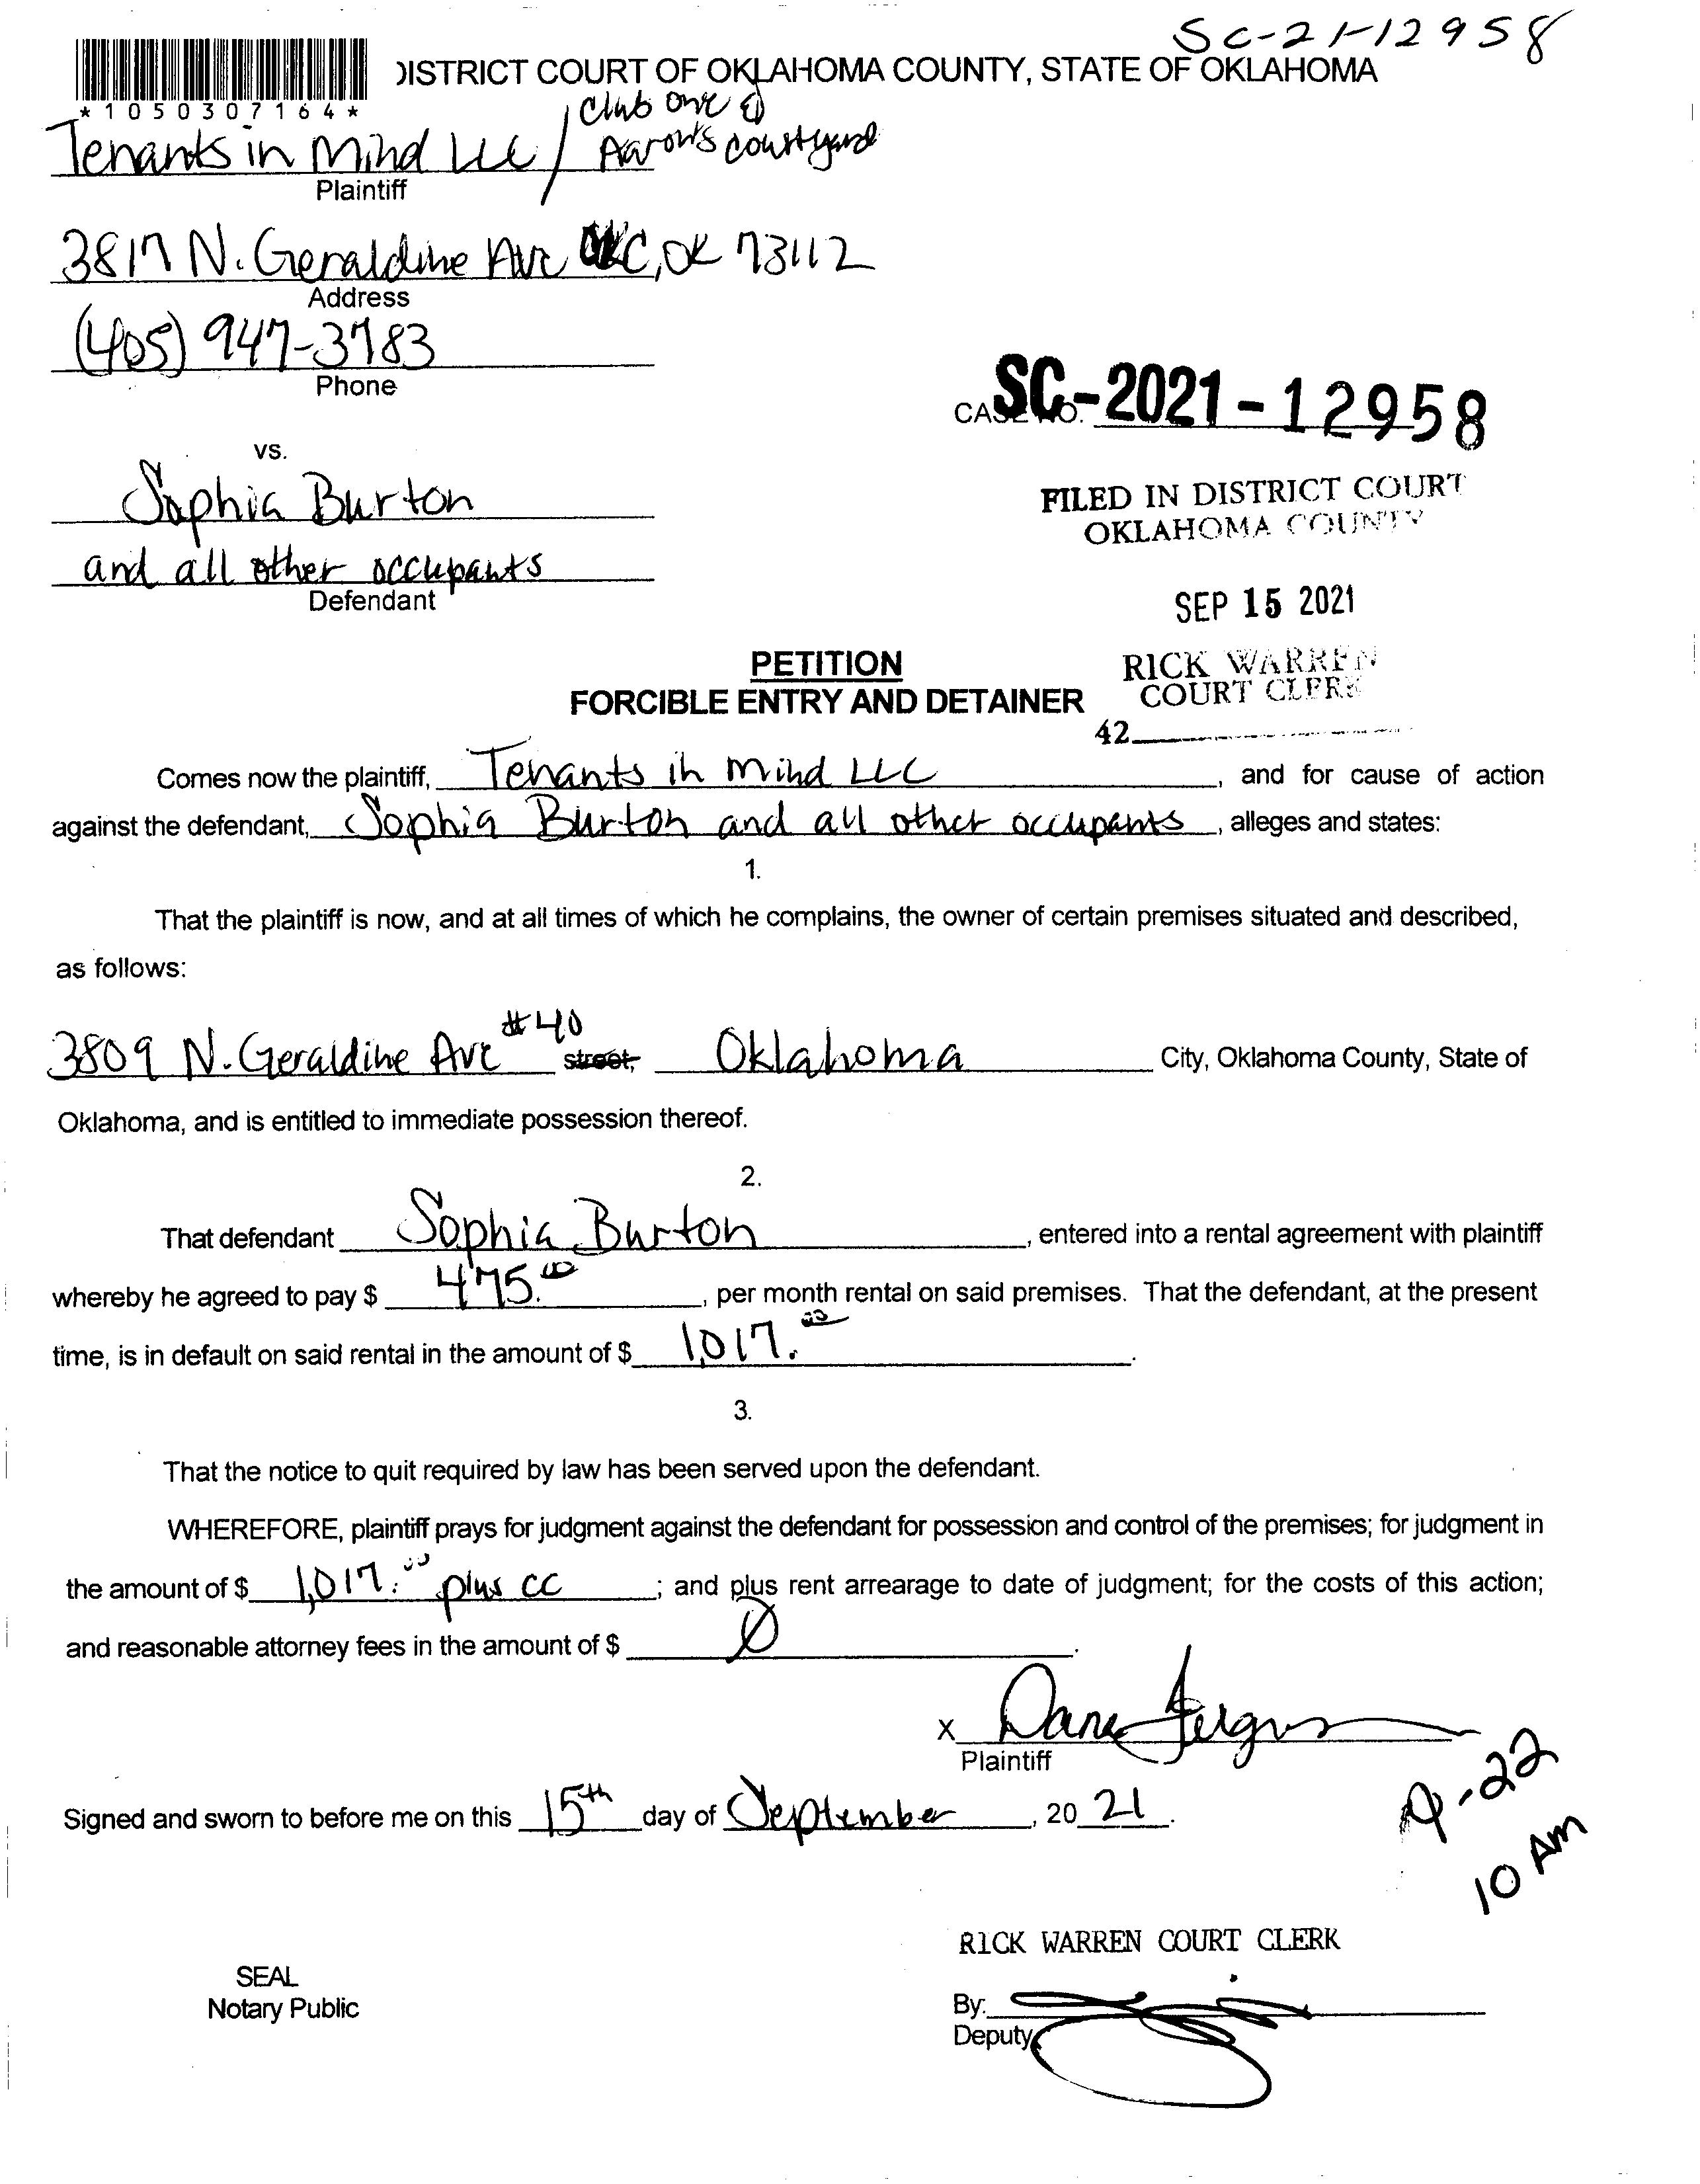 SC-21-12958
DISTRICT COURT OF OKLAHOMA COUNTY, STATE OF OKLAHOMA
*1050307164*
Club one @
Tenants in Mind LLC / Aaron's courtyard
Plaintiff
3817 N. Geraldine Ave OKC, OK 73112
Address
(405) 947-3783
Phone
CASE NO. SC-2021-12958
vs.
Sophia Burton
and all other occupants
Defendant
FILED IN DISTRICT COURT
OKLAHOMA COUNTY
SEP 15 2021
RICK WARREN
COURT CLERK
42
PETITION
FORCIBLE ENTRY AND DETAINER
Comes now the plaintiff, Tenants in Mind LLC, and for cause of action
against the defendant, Sophia Burton and all other occupants, alleges and states:
1.
That the plaintiff is now, and at all times of which he complains, the owner of certain premises situated and described,
as follows:
3809 N. Geraldine Ave #40 street, Oklahoma City, Oklahoma County, State of
Oklahoma, and is entitled to immediate possession thereof.
2.
That defendant Sophia Burton, entered into a rental agreement with plaintiff
whereby he agreed to pay $ 475.00, per month rental on said premises. That the defendant, at the present
time, is in default on said rental in the amount of $ 1,017.00.
3.
That the notice to quit required by law has been served upon the defendant.
WHEREFORE, plaintiff prays for judgment against the defendant for possession and control of the premises; for judgment in
the amount of $ 1,017.00 plus cc; and plus rent arrearage to date of judgment; for the costs of this action;
and reasonable attorney fees in the amount of $ Ø.
X Dana Fergus
Plaintiff
Signed and sworn to before me on this 15th day of September, 2021.
9-22
10 AM
RICK WARREN COURT CLERK
SEAL
Notary Public
By:
Deputy